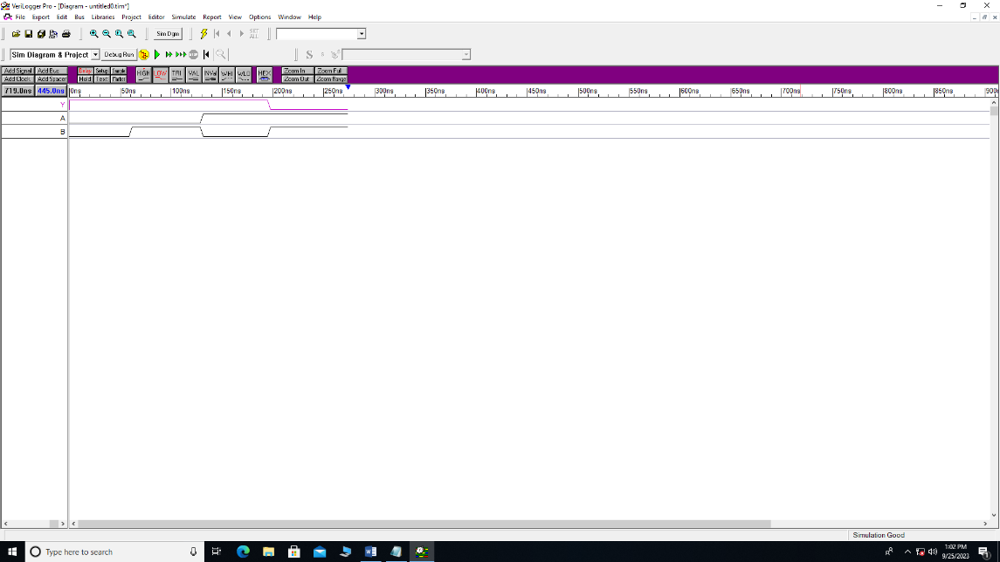 VeriLogger Pro - [Diagram - untitled0.tim*]
File Export Edit Bus Libraries Project Editor Simulate Report View Options Window Help
Sim Dgm SET ALL
Sim Diagram & Project Debug Run S
Add Signal Add Bus Delay Setup Sample HIGH LOW TRI VAL INVal WHI WLO HEX Zoom In Zoom Full
Add Clock Add Spacer Hold Text Marker Zoom Out Zoom Range
719.0ns 445.0ns 0ns 50ns 100ns 150ns 200ns 250ns 300ns 350ns 400ns 450ns 500ns 550ns 600ns 650ns 700ns 750ns 800ns 850ns 900
Y
A
B
Simulation Good
Type here to search
1:02 PM
9/25/2023